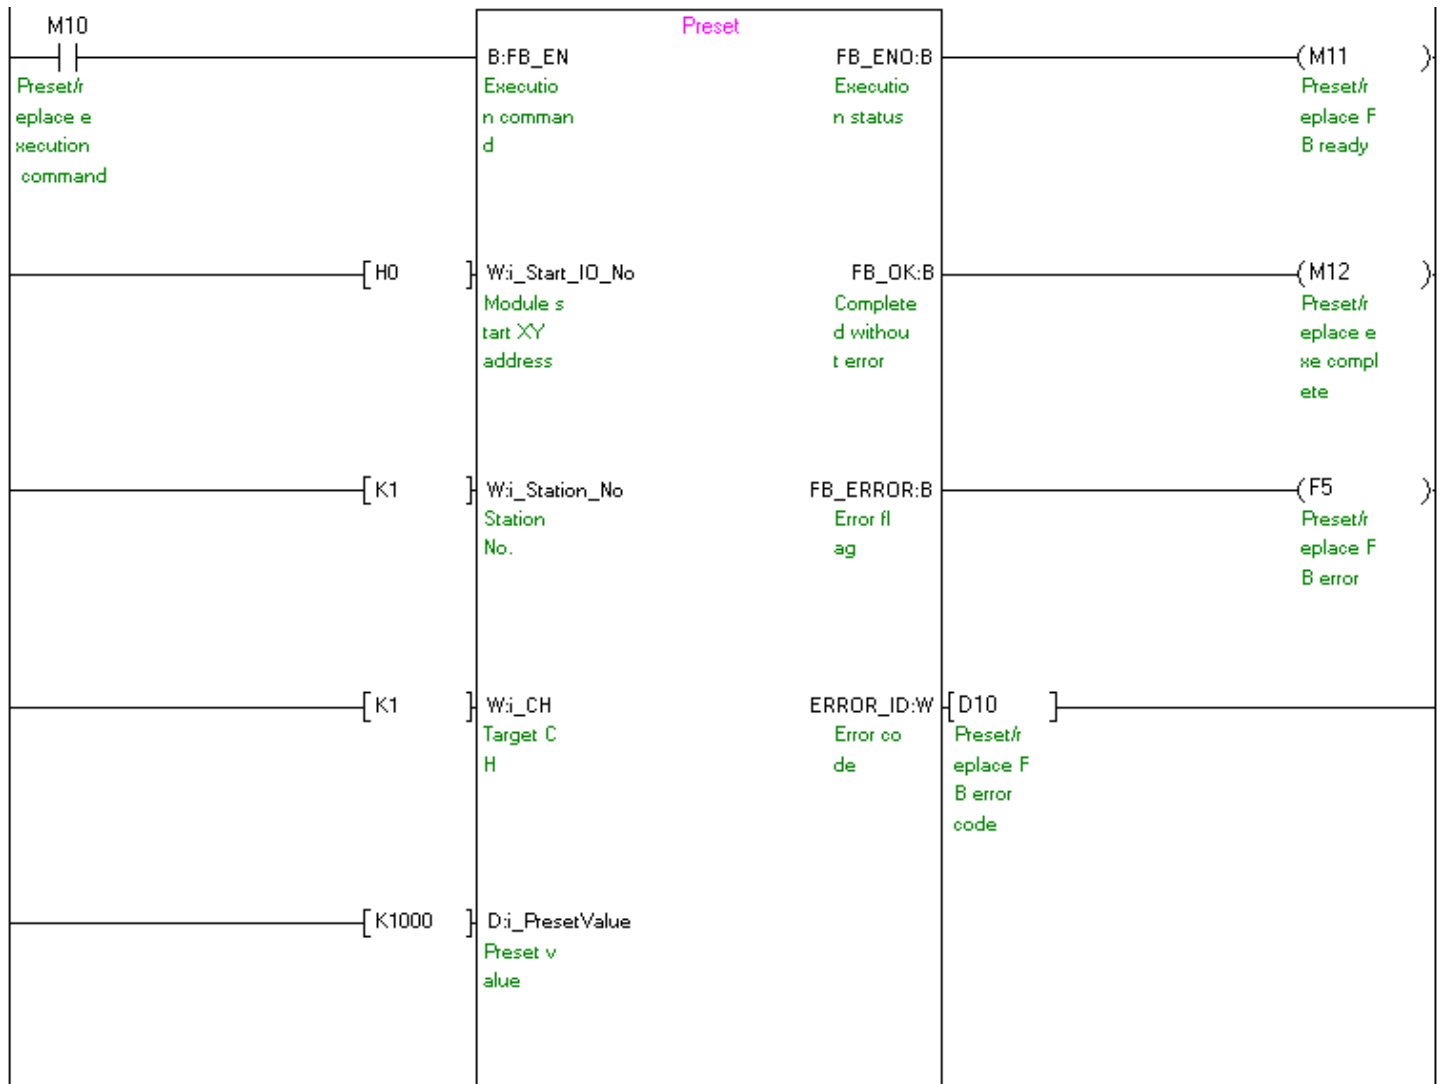 M10
Preset
B:FB_EN
FB_ENO:B
(M11 )
Preset/r
eplace e
xecution
command
Executio
n comman
d
Executio
n status
Preset/r
eplace F
B ready
[ H0 ]
W:i_Start_IO_No
FB_OK:B
(M12 )
Module s
tart XY
address
Complete
d withou
t error
Preset/r
eplace e
xe compl
ete
[ K1 ]
W:i_Station_No
FB_ERROR:B
(F5 )
Station
No.
Error fl
ag
Preset/r
eplace F
B error
[ K1 ]
W:i_CH
ERROR_ID:W
[ D10 ]
Target C
H
Error co
de
Preset/r
eplace F
B error
code
[ K1000 ]
D:i_PresetValue
Preset v
alue